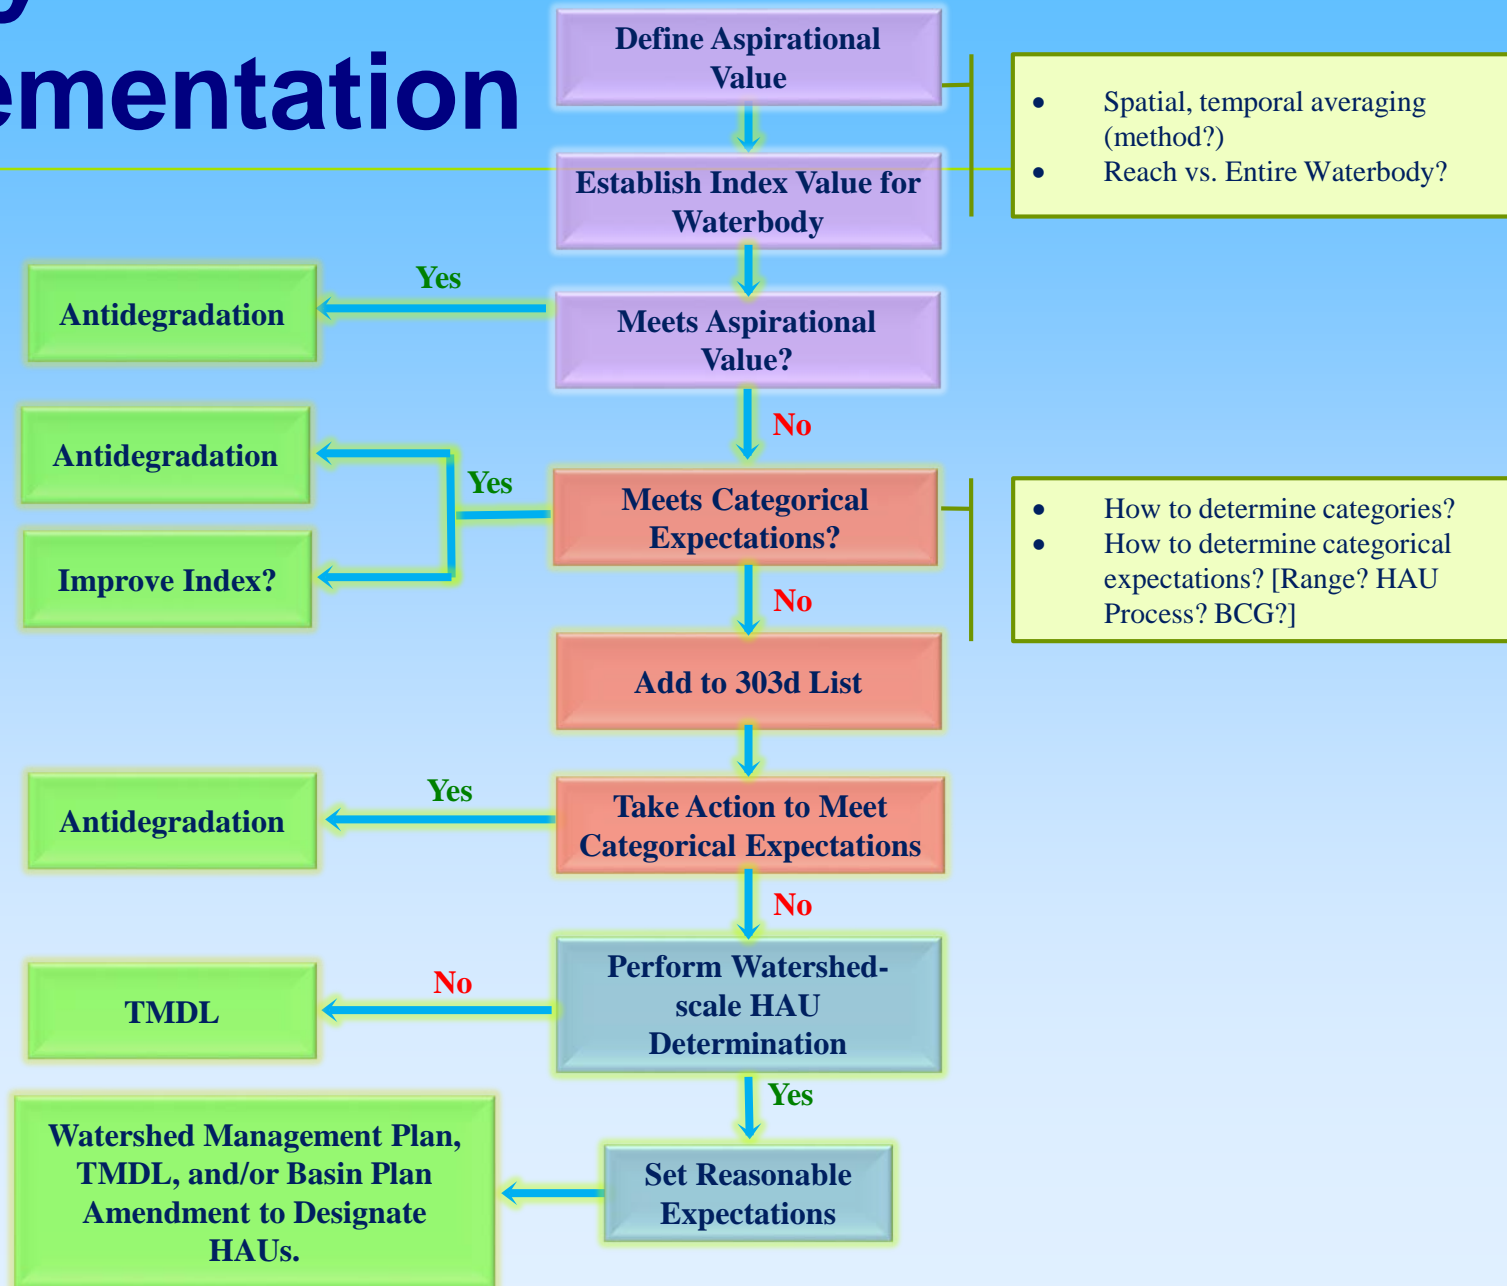 Define Aspirational
Value
• Spatial, temporal averaging
(method?)
• Reach vs. Entire Waterbody?
Establish Index Value for
Waterbody
Yes
Antidegradation
Meets Aspirational
Value?
No
Antidegradation
Yes
Meets Categorical
Expectations?
Improve Index?
• How to determine categories?
• How to determine categorical
expectations? [Range? HAU
Process? BCG?]
No
Add to 303d List
Yes
Antidegradation
Take Action to Meet
Categorical Expectations
No
Perform Watershed-
scale HAU
Determination
No
TMDL
Yes
Set Reasonable
Expectations
Watershed Management Plan,
TMDL, and/or Basin Plan
Amendment to Designate
HAUs.